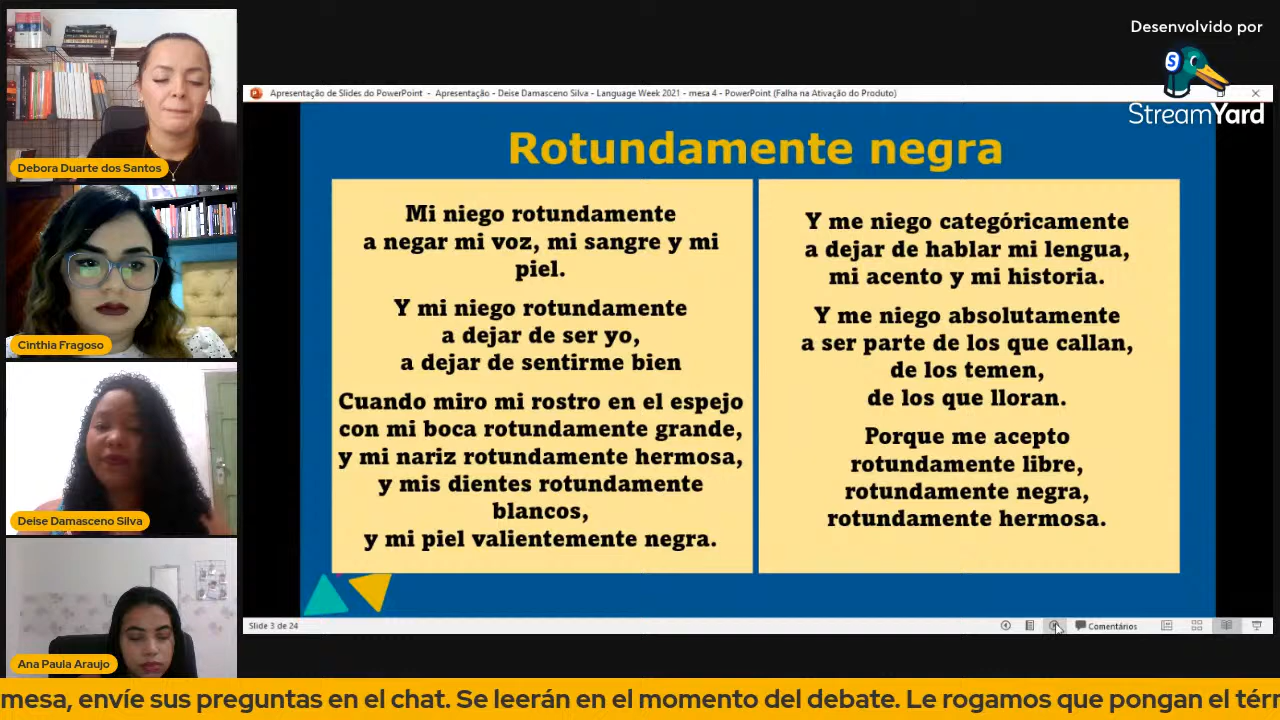 Desenvolvido por
StreamYard
Apresentação de Slides do PowerPoint - Apresentação - Deise Damasceno Silva - Language Week 2021 - mesa 4 - PowerPoint (Falha na Ativação do Produto)
Debora Duarte dos Santos
Cinthia Fragoso
Deise Damasceno Silva
Ana Paula Araujo
Rotundamente negra
Mi niego rotundamente
a negar mi voz, mi sangre y mi
piel.
Y mi niego rotundamente
a dejar de ser yo,
a dejar de sentirme bien
Cuando miro mi rostro en el espejo
con mi boca rotundamente grande,
y mi nariz rotundamente hermosa,
y mis dientes rotundamente
blancos,
y mi piel valientemente negra.
Y me niego categóricamente
a dejar de hablar mi lengua,
mi acento y mi historia.
Y me niego absolutamente
a ser parte de los que callan,
de los temen,
de los que lloran.
Porque me acepto
rotundamente libre,
rotundamente negra,
rotundamente hermosa.
Slide 3 de 24
Comentários
mesa, envíe sus preguntas en el chat. Se leerán en el momento del debate. Le rogamos que pongan el térr